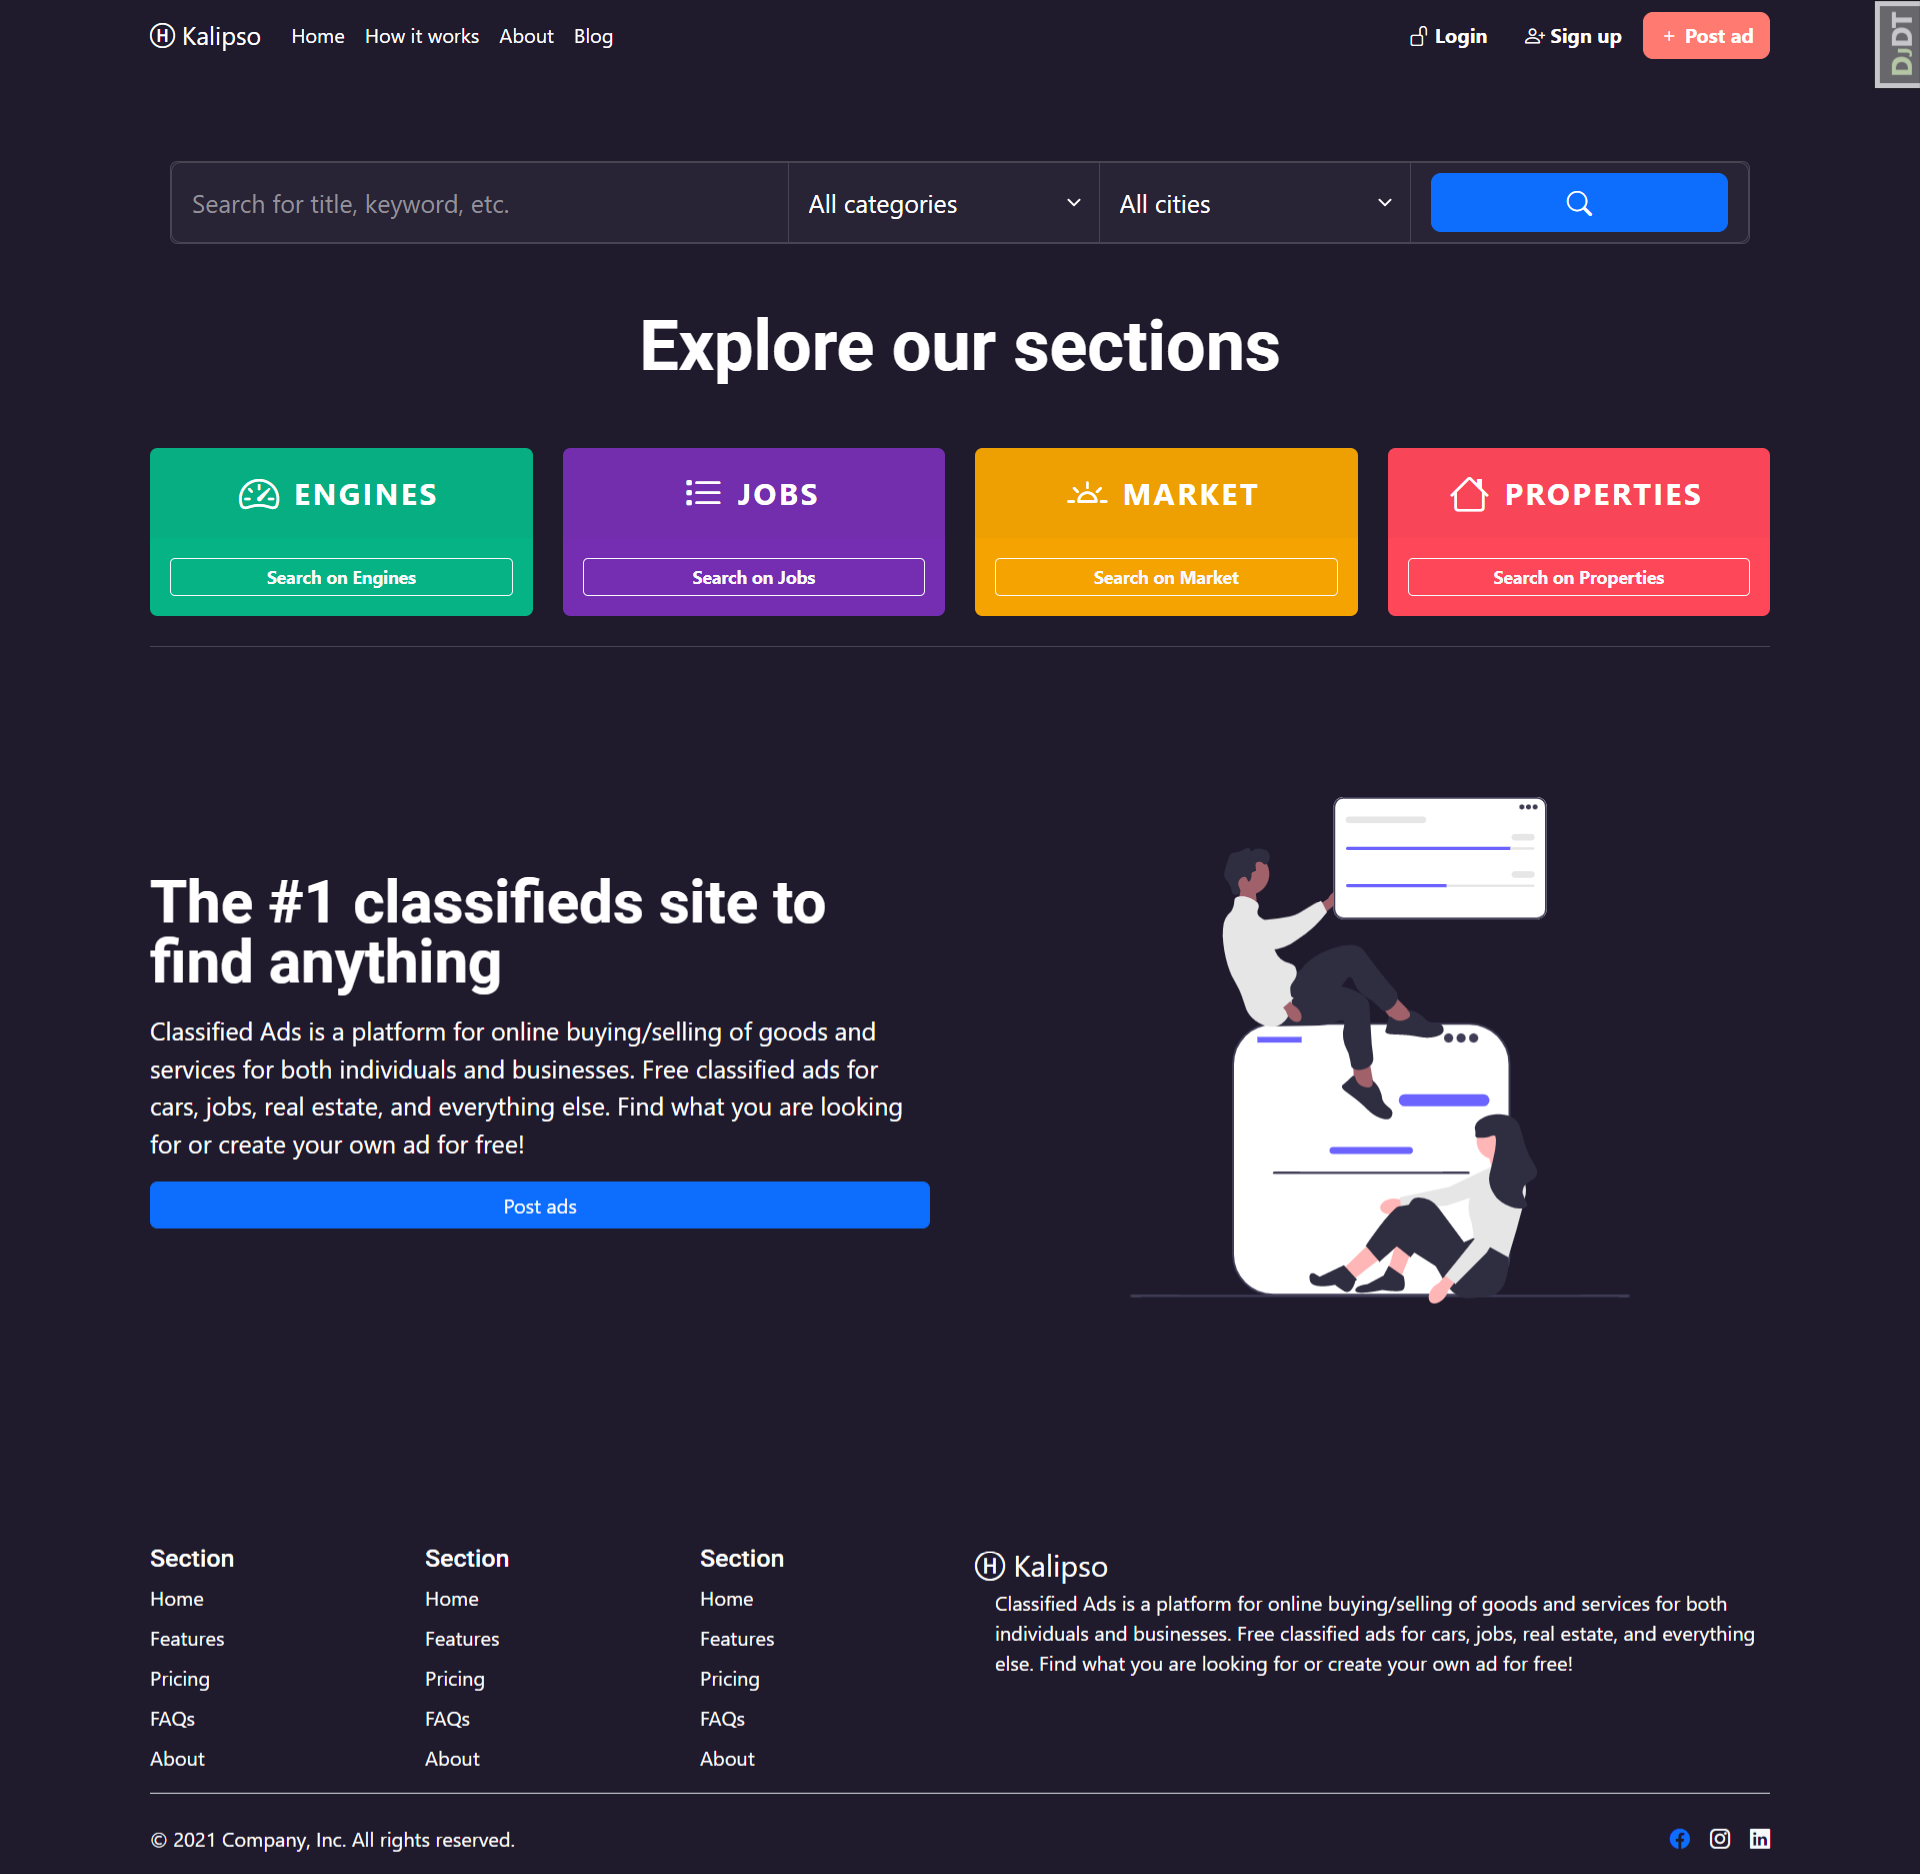 Kalipso Home How it works About Blog Login Sign up + Post ad
DjDT
Search for title, keyword, etc. All categories All cities
Explore our sections
ENGINES JOBS MARKET PROPERTIES
Search on Engines Search on Jobs Search on Market Search on Properties
The #1 classifieds site to
find anything
Classified Ads is a platform for online buying/selling of goods and
services for both individuals and businesses. Free classified ads for
cars, jobs, real estate, and everything else. Find what you are looking
for or create your own ad for free!
Post ads
Section
Home
Features
Pricing
FAQs
About
Section
Home
Features
Pricing
FAQs
About
Section
Home
Features
Pricing
FAQs
About
Kalipso
Classified Ads is a platform for online buying/selling of goods and services for both
individuals and businesses. Free classified ads for cars, jobs, real estate, and everything
else. Find what you are looking for or create your own ad for free!
© 2021 Company, Inc. All rights reserved.